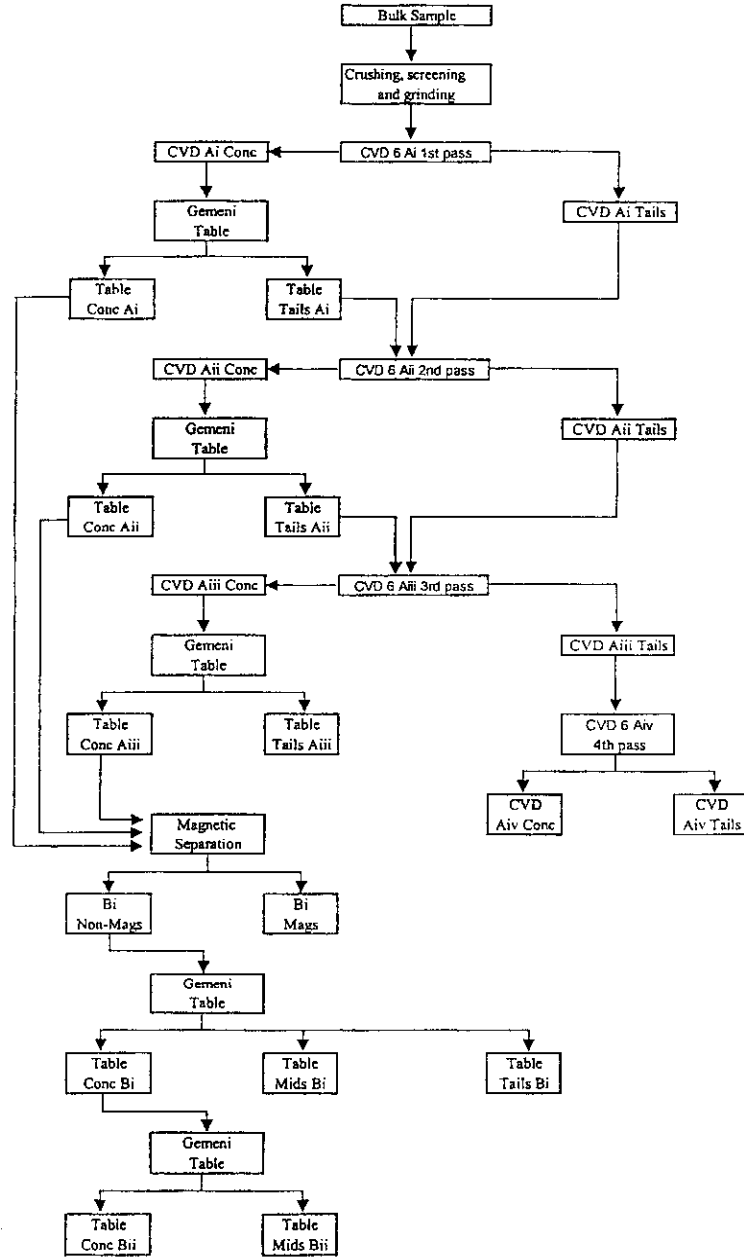 Bulk Sample
Crushing, screening
and grinding
CVD Ai Conc
CVD 6 Ai 1st pass
Gemeni
Table
CVD Ai Tails
Table
Conc Ai
Table
Tails Ai
CVD Aii Conc
CVD 6 Aii 2nd pass
Gemeni
Table
CVD Aii Tails
Table
Conc Aii
Table
Tails Aii
CVD Aiii Conc
CVD 6 Aiii 3rd pass
Gemeni
Table
CVD Aiii Tails
Table
Conc Aiii
Table
Tails Aiii
CVD 6 Aiv
4th pass
CVD
Aiv Conc
CVD
Aiv Tails
Magnetic
Separation
Bi
Non-Mags
Bi
Mags
Gemeni
Table
Table
Conc Bi
Table
Mids Bi
Table
Tails Bi
Gemeni
Table
Table
Conc Bii
Table
Mids Bii